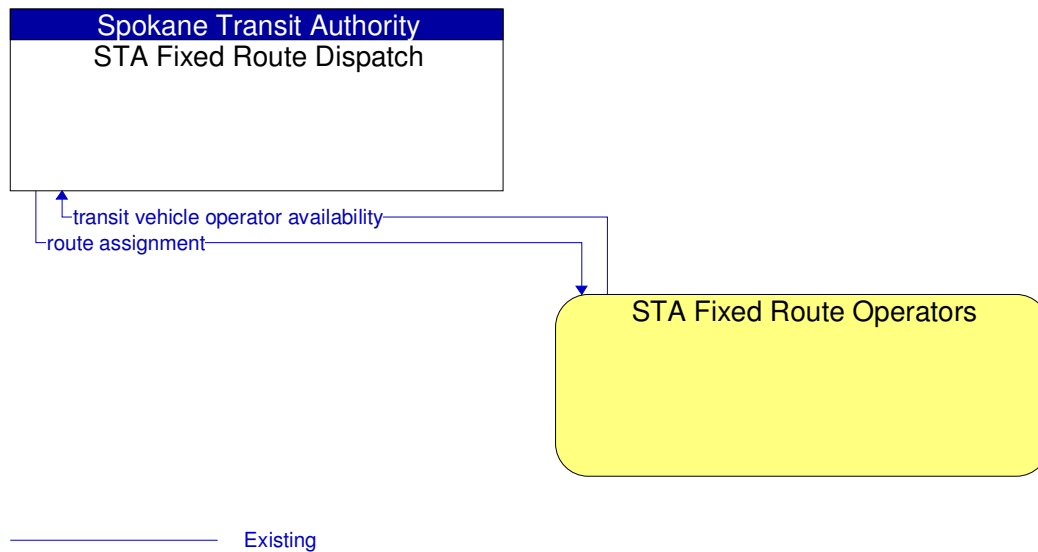 Spokane Transit Authority
STA Fixed Route Dispatch
transit vehicle operator availability
route assignment
STA Fixed Route Operators
Existing